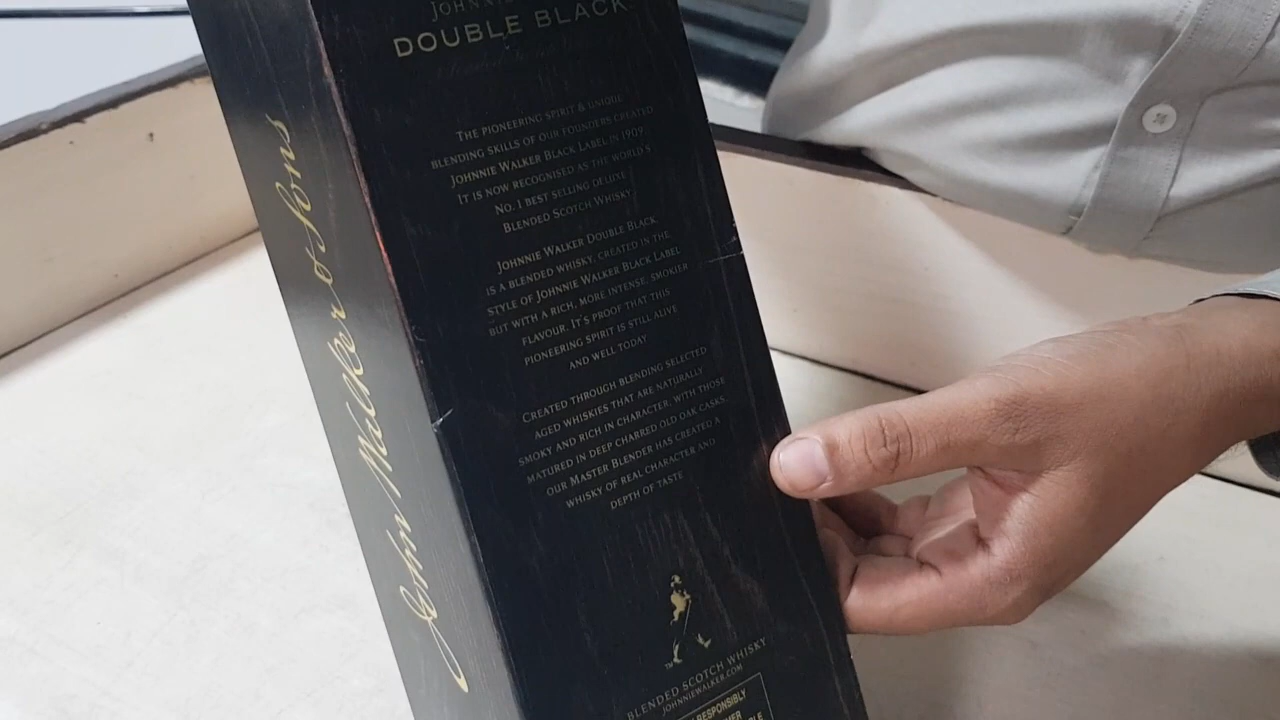 John Walker & Sons
DOUBLE BLACK
THE PIONEERING SPIRIT & UNIQUE
BLENDING SKILLS OF OUR FOUNDERS CREATED
JOHNNIE WALKER BLACK LABEL IN 1909.
IT IS NOW RECOGNISED AS THE WORLD'S
NO. 1 BEST SELLING DELUXE
BLENDED SCOTCH WHISKY
JOHNNIE WALKER DOUBLE BLACK
IS A BLENDED WHISKY, CREATED IN THE
STYLE OF JOHNNIE WALKER BLACK LABEL
BUT WITH A RICH, MORE INTENSE, SMOKIER
FLAVOUR. IT'S PROOF THAT THIS
PIONEERING SPIRIT IS STILL ALIVE
AND WELL TODAY
CREATED THROUGH BLENDING SELECTED
AGED WHISKIES THAT ARE NATURALLY
SMOKY AND RICH IN CHARACTER, WITH THOSE
MATURED IN DEEP CHARRED OLD OAK CASKS,
OUR MASTER BLENDER HAS CREATED A
WHISKY OF REAL CHARACTER AND
DEPTH OF TASTE
TM
BLENDED SCOTCH WHISKY
JOHNNIEWALKER.COM
RESPONSIBLY